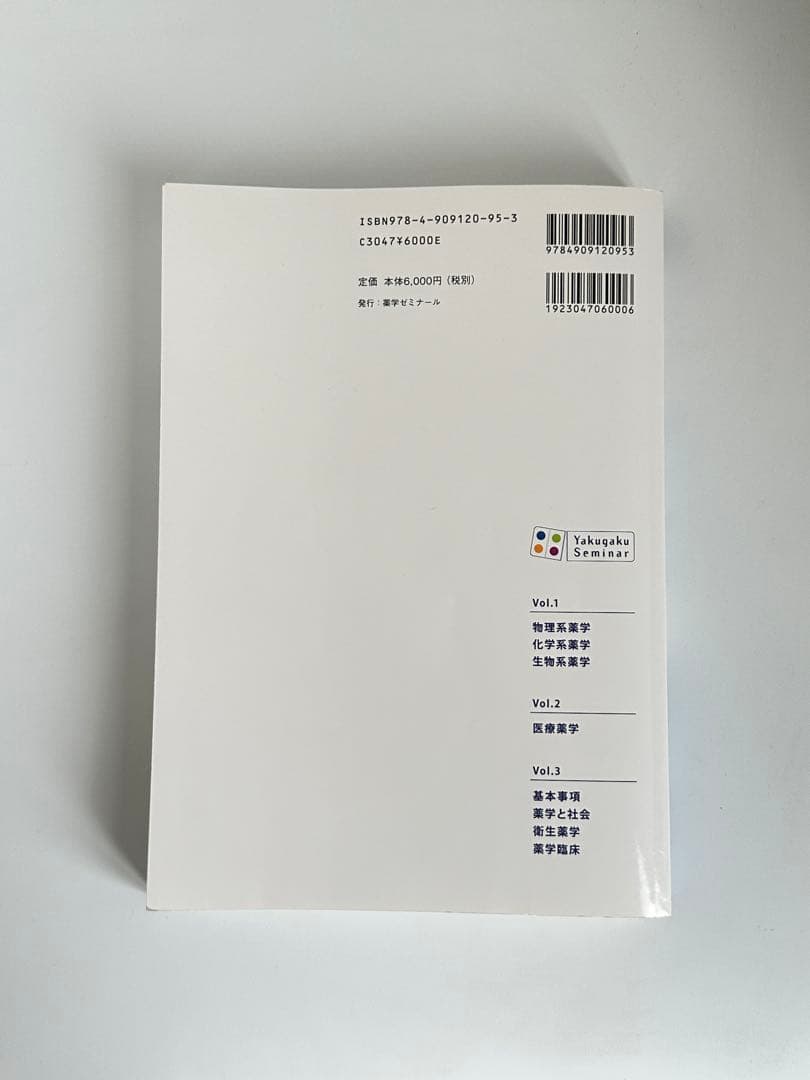 ISBN978-4-909120-95-3
C3047¥6000E
9784909120953
定価 本体6,000円（税別）
発行：薬学ゼミナール
1923047060006
Yakugaku
Seminar
Vol.1
物理系薬学
化学系薬学
生物系薬学
Vol.2
医療薬学
Vol.3
基本事項
薬学と社会
衛生薬学
薬学臨床